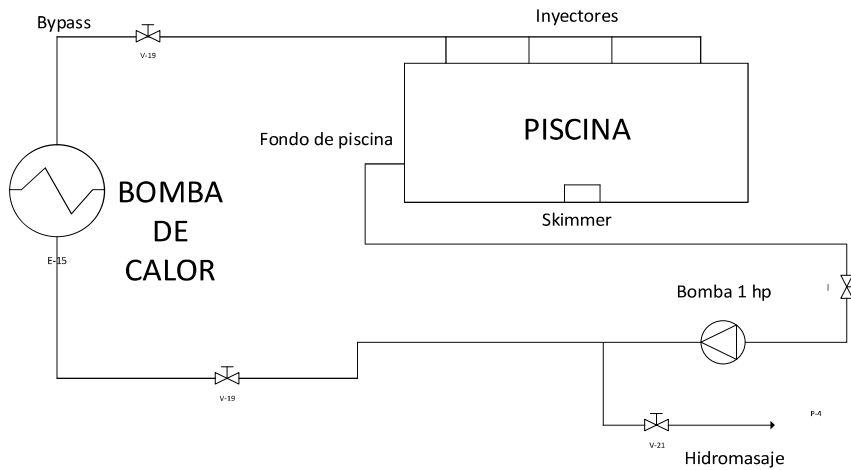 Bypass
Inyectores
V-19
PISCINA
Fondo de piscina
BOMBA
DE
CALOR
Skimmer
E-15
Bomba 1 hp
I
V-19
P-4
V-21
Hidromasaje